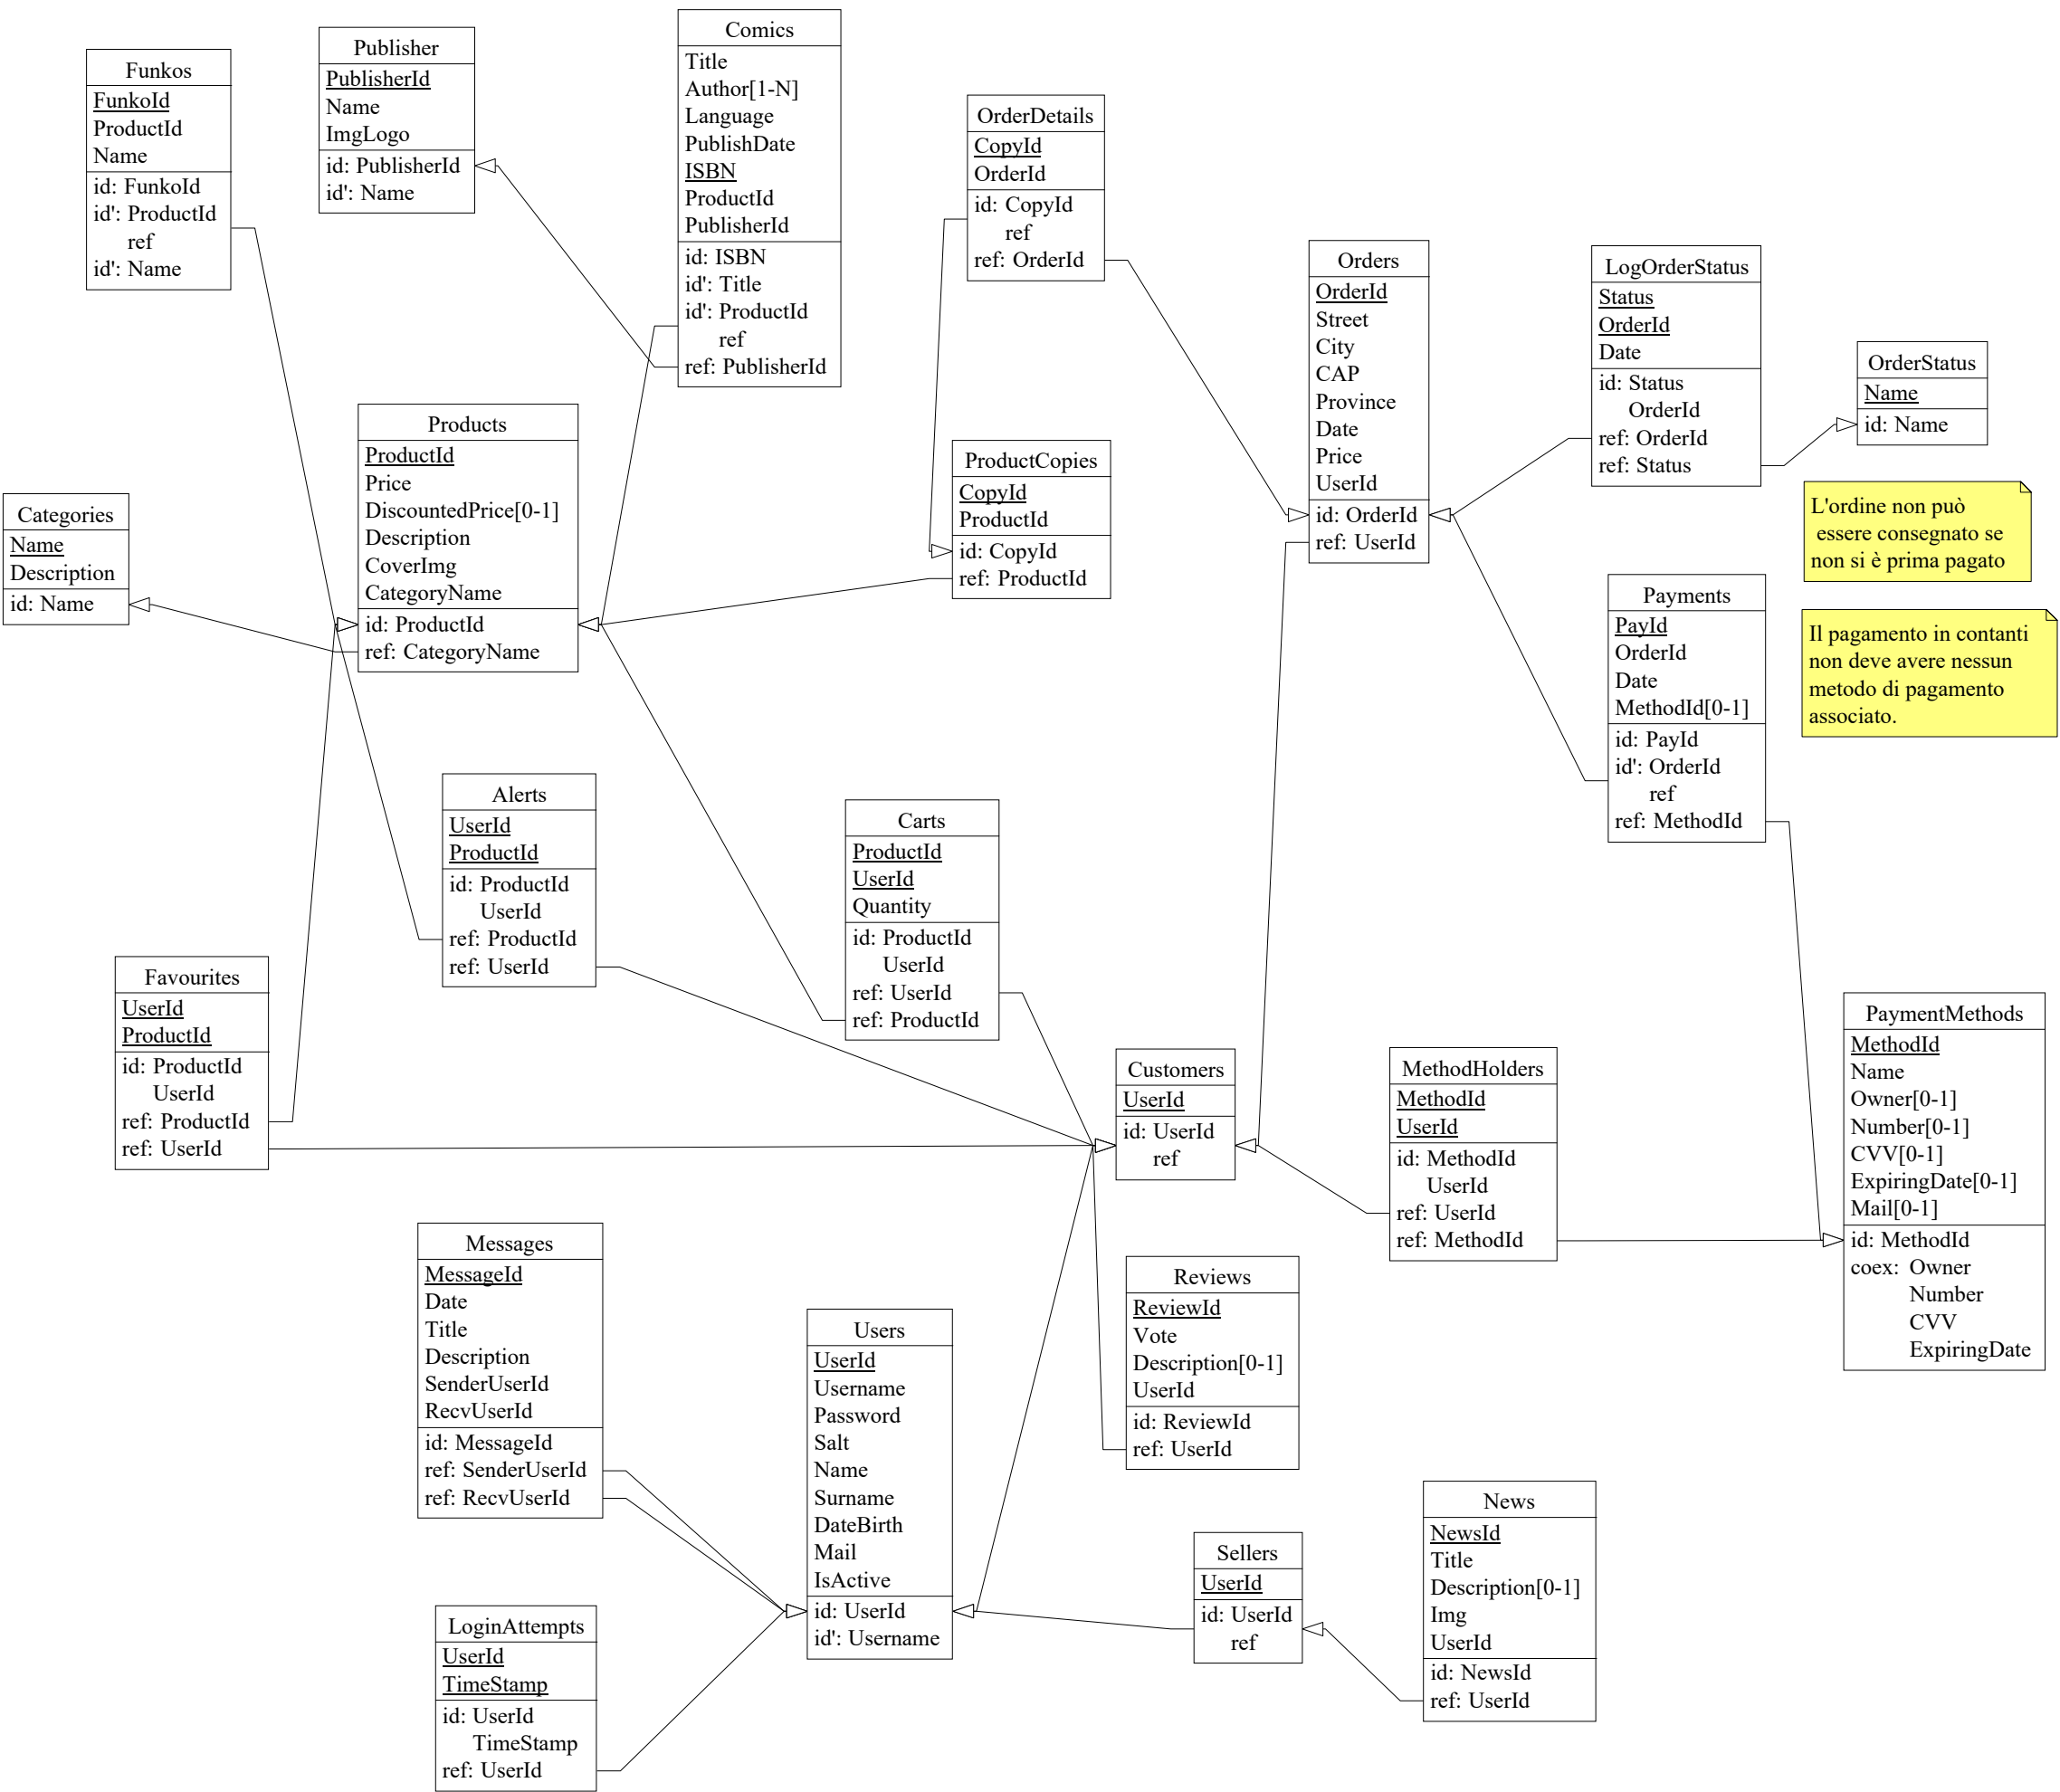 Funkos
FunkoId
ProductId
Name
id: FunkoId
id': ProductId
ref
id': Name
Publisher
PublisherId
Name
ImgLogo
id: PublisherId
id': Name
Comics
Title
Author[1-N]
Language
PublishDate
ISBN
ProductId
PublisherId
id: ISBN
id': Title
id': ProductId
ref
ref: PublisherId
OrderDetails
CopyId
OrderId
id: CopyId
ref
ref: OrderId
Orders
OrderId
Street
City
CAP
Province
Date
Price
UserId
id: OrderId
ref: UserId
LogOrderStatus
Status
OrderId
Date
id: Status
OrderId
ref: OrderId
ref: Status
OrderStatus
Name
id: Name
Categories
Name
Description
id: Name
Products
ProductId
Price
DiscountedPrice[0-1]
Description
CoverImg
CategoryName
id: ProductId
ref: CategoryName
ProductCopies
CopyId
ProductId
id: CopyId
ref: ProductId
L'ordine non può
essere consegnato se
non si è prima pagato
Payments
PayId
OrderId
Date
MethodId[0-1]
id: PayId
id': OrderId
ref
ref: MethodId
Il pagamento in contanti
non deve avere nessun
metodo di pagamento
associato.
Alerts
UserId
ProductId
id: ProductId
UserId
ref: ProductId
ref: UserId
Carts
ProductId
UserId
Quantity
id: ProductId
UserId
ref: UserId
ref: ProductId
Favourites
UserId
ProductId
id: ProductId
UserId
ref: ProductId
ref: UserId
Customers
UserId
id: UserId
ref
MethodHolders
MethodId
UserId
id: MethodId
UserId
ref: UserId
ref: MethodId
PaymentMethods
MethodId
Name
Owner[0-1]
Number[0-1]
CVV[0-1]
ExpiringDate[0-1]
Mail[0-1]
id: MethodId
coex: Owner
Number
CVV
ExpiringDate
Messages
MessageId
Date
Title
Description
SenderUserId
RecvUserId
id: MessageId
ref: SenderUserId
ref: RecvUserId
Users
UserId
Username
Password
Salt
Name
Surname
DateBirth
Mail
IsActive
id: UserId
id': Username
Reviews
ReviewId
Vote
Description[0-1]
UserId
id: ReviewId
ref: UserId
LoginAttempts
UserId
TimeStamp
id: UserId
TimeStamp
ref: UserId
Sellers
UserId
id: UserId
ref
News
NewsId
Title
Description[0-1]
Img
UserId
id: NewsId
ref: UserId